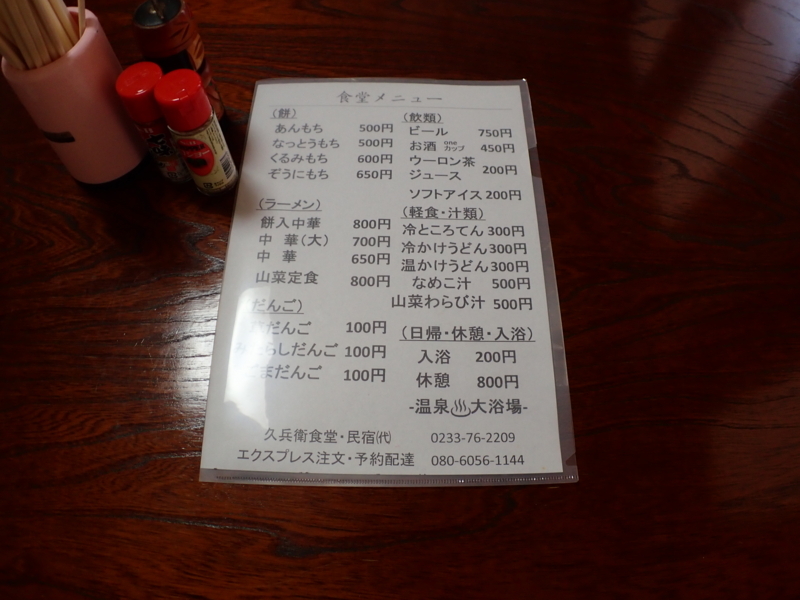 食堂メニュー
(餅)
あんもち 500円
なっとうもち 500円
くるみもち 600円
ぞうにもち 650円
(ラーメン)
餅入中華 800円
中華(大) 700円
中華 650円
山菜定食 800円
だんご)
だんご 100円
らしだんご 100円
まだんご 100円
(飲類)
ビール 750円
お酒 oneカップ 450円
ウーロン茶
ジュース 200円
ソフトアイス 200円
(軽食・汁類)
冷ところてん 300円
冷かけうどん 300円
温かけうどん 300円
なめこ汁 500円
山菜わらび汁 500円
(日帰・休憩・入浴)
入浴 200円
休憩 800円
-温泉♨大浴場-
久兵衛食堂・民宿㈹ 0233-76-2209
エクスプレス注文・予約配達 080-6056-1144